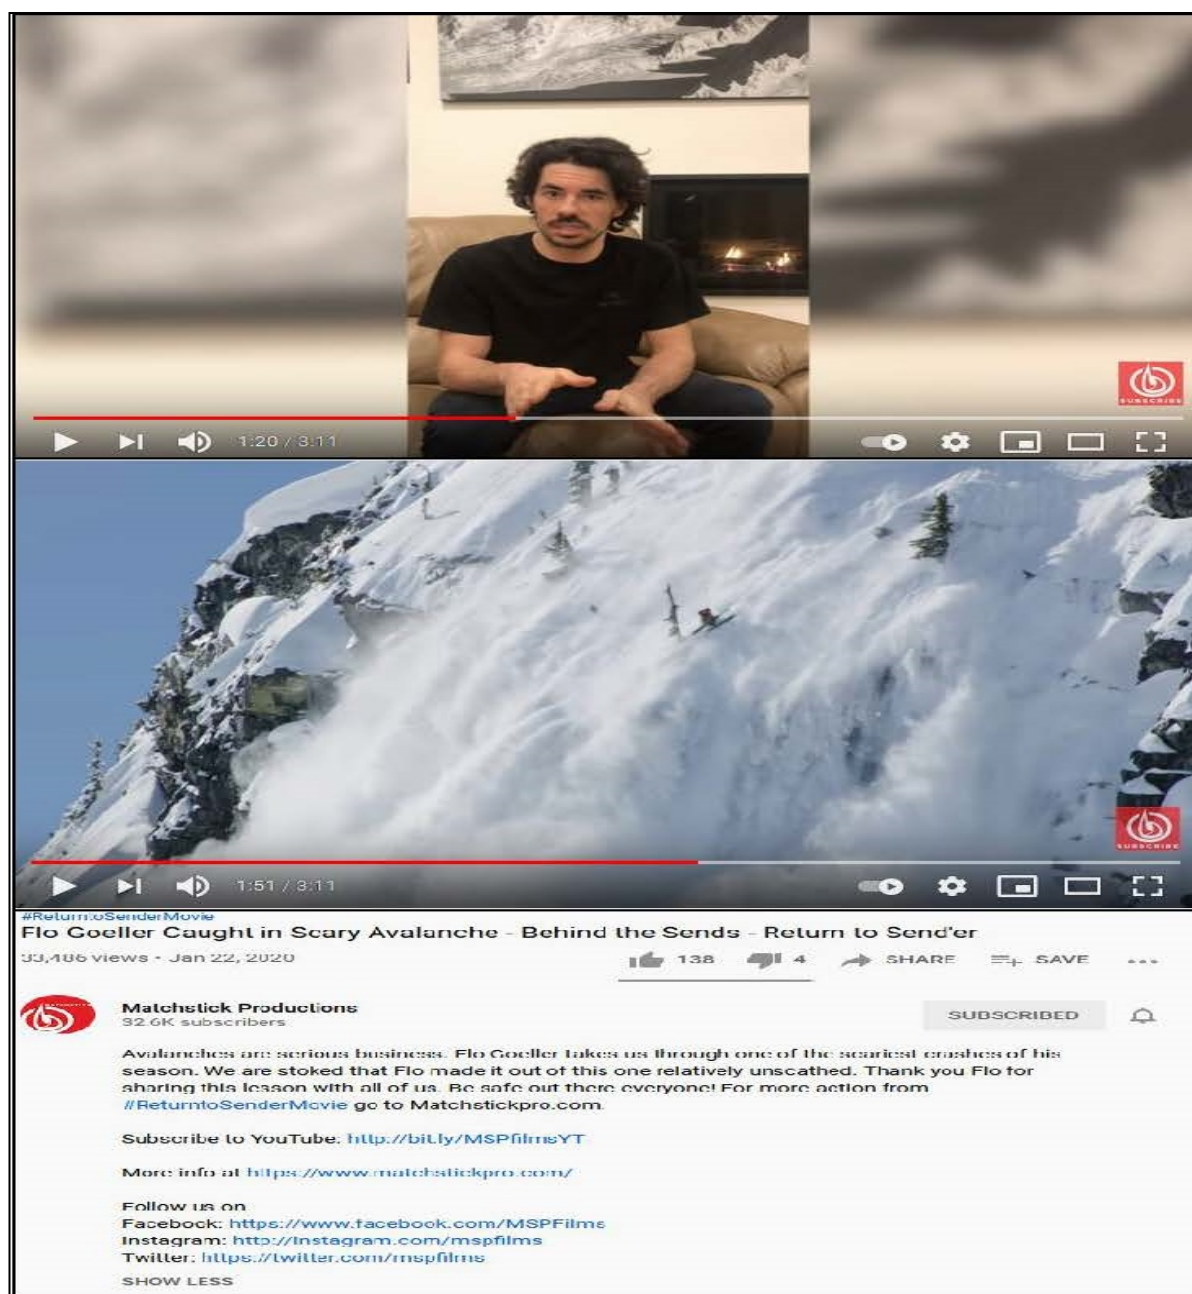 SUBSCRIBE
1:20 / 3:11
SUBSCRIBE
1:51 / 3:11
#ReturntoSenderMovie
Flo Goeller Caught in Scary Avalanche - Behind the Sends - Return to Send'er
33,486 views • Jan 22, 2020
138 4 SHARE SAVE
Matchstick Productions
32.6K subscribers
SUBSCRIBED
Avalanches are serious business. Flo Goeller takes us through one of the scariest crashes of his
season. We are stoked that Flo made it out of this one relatively unscathed. Thank you Flo for
sharing this lesson with all of us. Be safe out there everyone! For more action from
#ReturntoSenderMovie go to Matchstickpro.com.
Subscribe to YouTube: http://bit.ly/MSPfilmsYT
More info at https://www.matchstickpro.com/
Follow us on
Facebook: https://www.facebook.com/MSPFilms
Instagram: http://instagram.com/mspfilms
Twitter: https://twitter.com/mspfilms
SHOW LESS